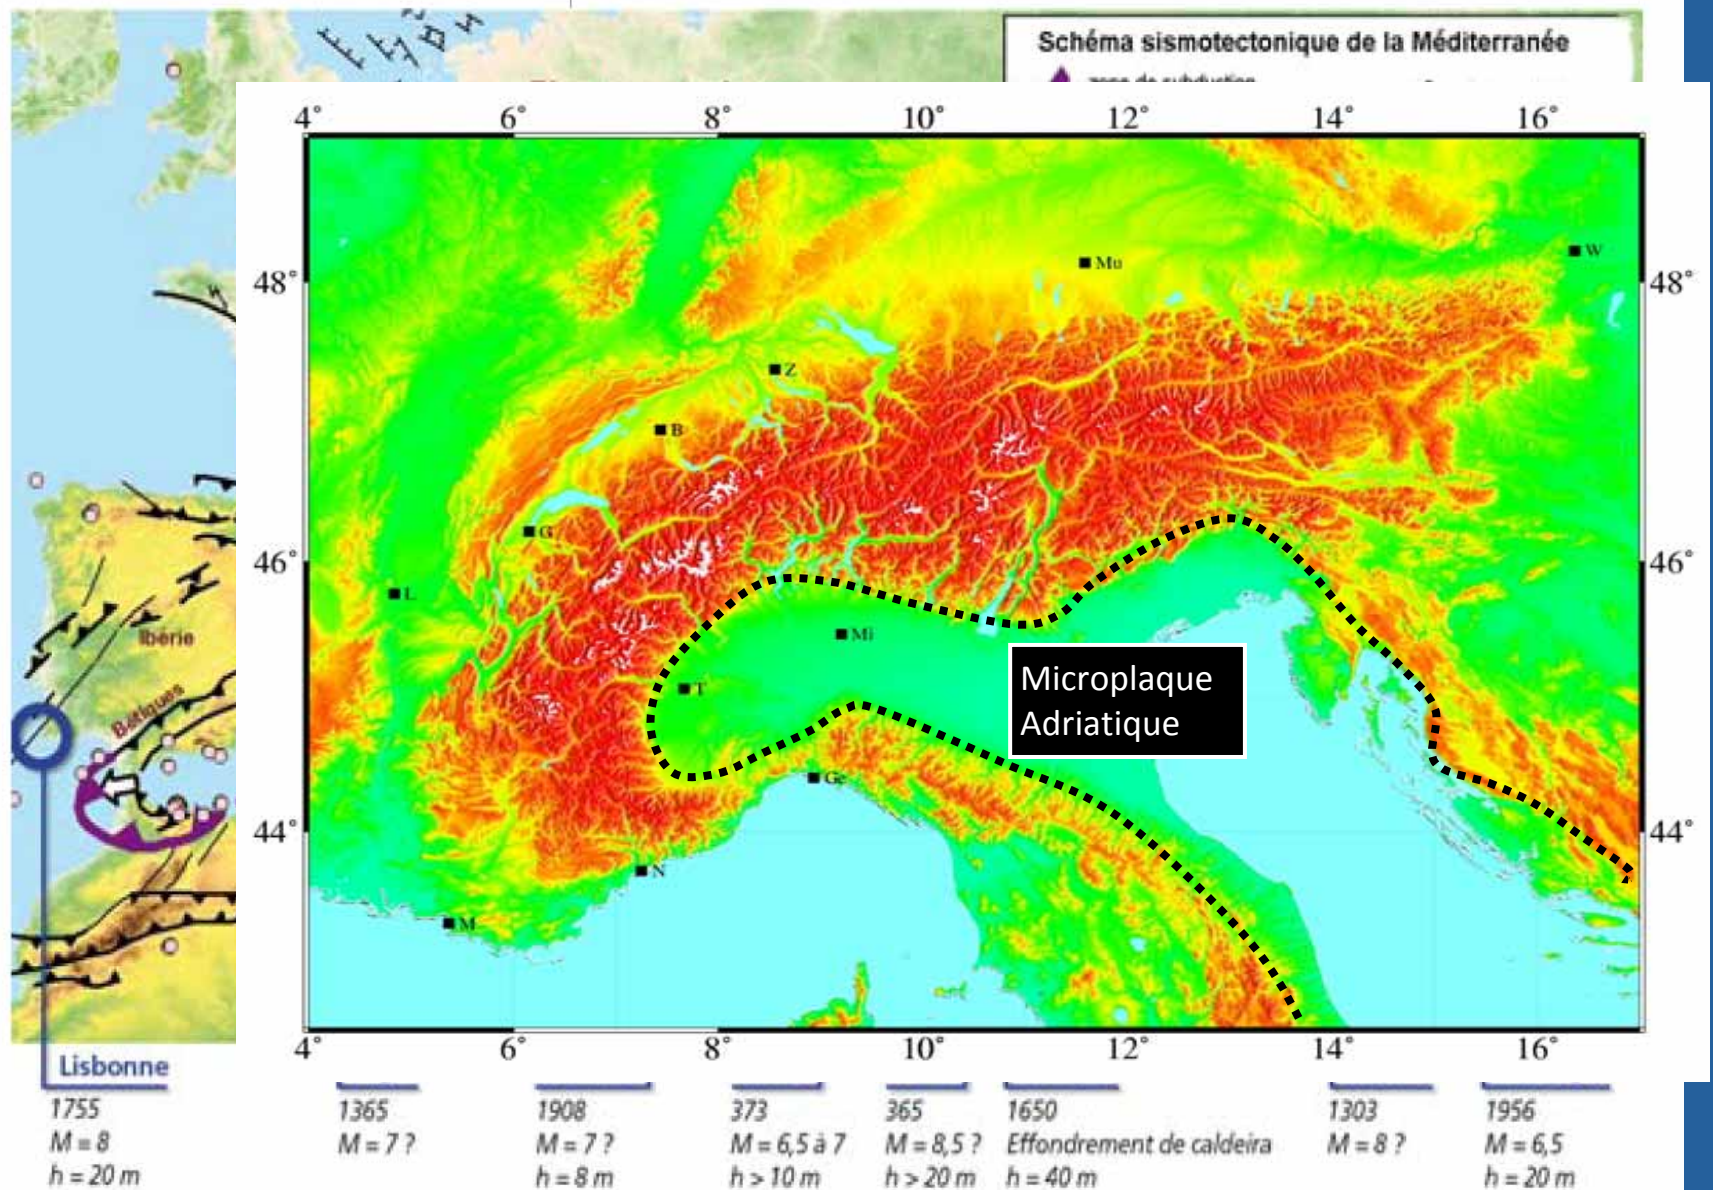 Schéma sismotectonique de la Méditerranée
zone de subduction
4° 6° 8° 10° 12° 14° 16°
48° 48°
Mu
W
Z
B
G
46° 46°
L
Mi
T
Ibérie
Bétiques
Microplaque
Adriatique
Ge
44° 44°
N
M
4° 6° 8° 10° 12° 14° 16°
Lisbonne
1755
M = 8
h = 20 m
1365
M = 7 ?
1908
M = 7 ?
h = 8 m
373
M = 6,5 à 7
h > 10 m
365
M = 8,5 ?
h > 20 m
1650
Effondrement de caldeira
h = 40 m
1303
M = 8 ?
1956
M = 6,5
h = 20 m